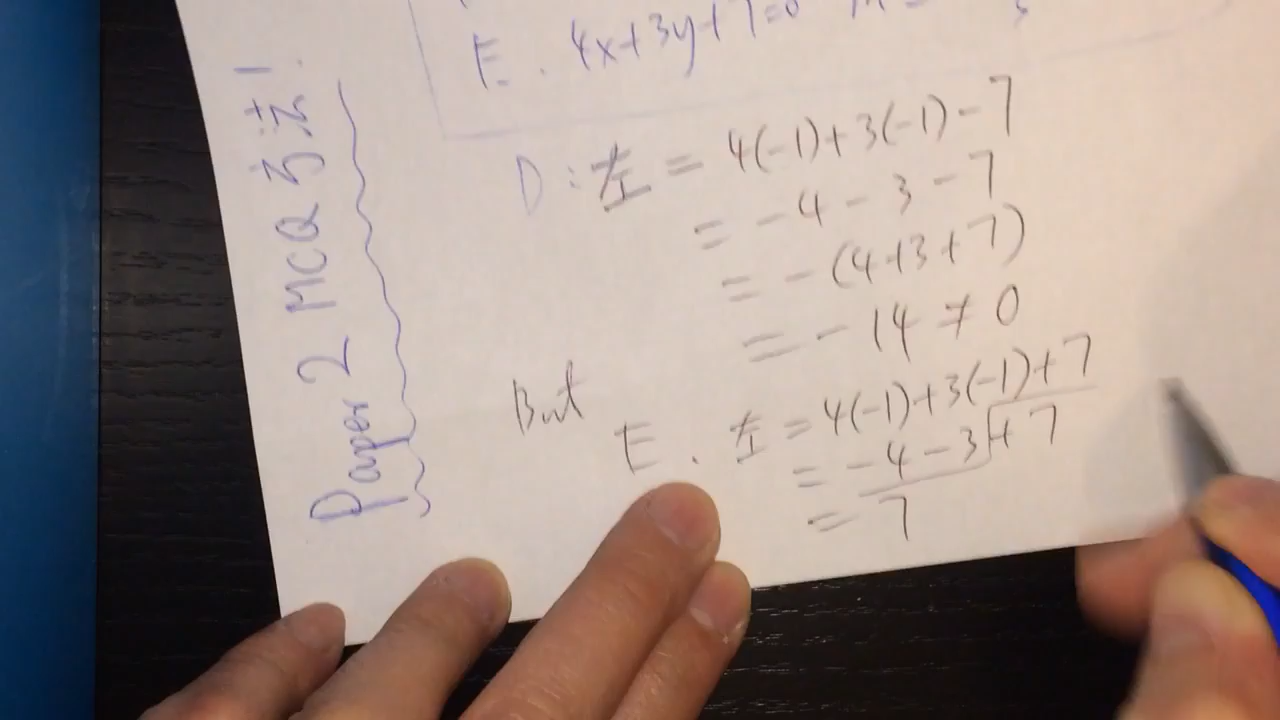 E. 4x+3y+7=0
D: 左 = 4(-1)+3(-1)-7
= -4-3-7
= -(4+3+7)
= -14 ≠ 0
But
E. 左 = 4(-1)+3(-1)+7
= -4-3+7
= 7
Paper 2 MCQ 方法!